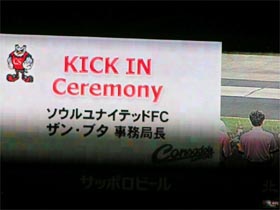 KICK IN
Ceremony
ソウルユナイテッドFC
ザン・ブタ 事務局長
Consadole
サッポロビール